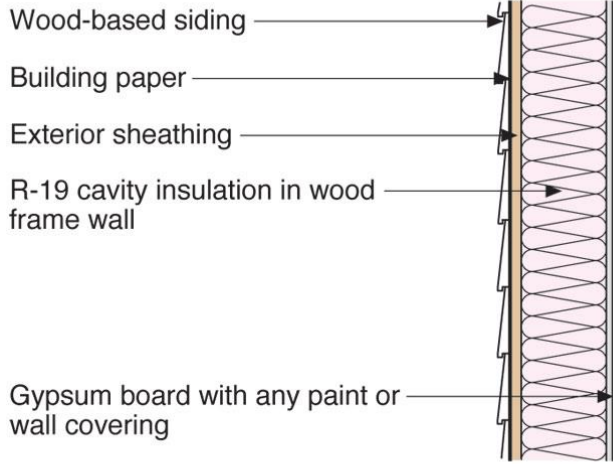 Wood-based siding
Building paper
Exterior sheathing
R-19 cavity insulation in wood
frame wall
Gypsum board with any paint or
wall covering